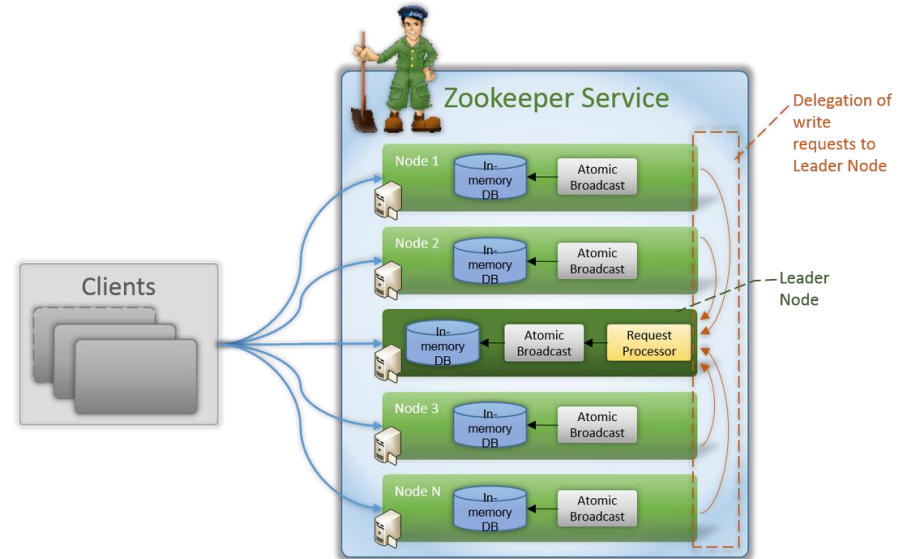 ZOO
Zookeeper Service
Delegation of
write
requests to
Leader Node
Node 1
In-
memory
DB
Atomic
Broadcast
Node 2
In-
memory
DB
Atomic
Broadcast
Leader
Node
Clients
In-
memory
DB
Atomic
Broadcast
Request
Processor
Node 3
In-
memory
DB
Atomic
Broadcast
Node N
In-
memory
DB
Atomic
Broadcast